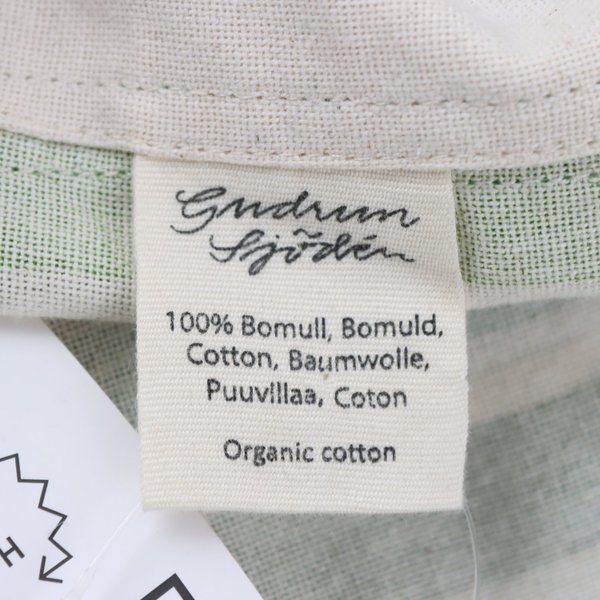 Gudrun
Sjödén
100% Bomull, Bomuld,
Cotton, Baumwolle,
Puuvillaa, Coton
Organic cotton
H